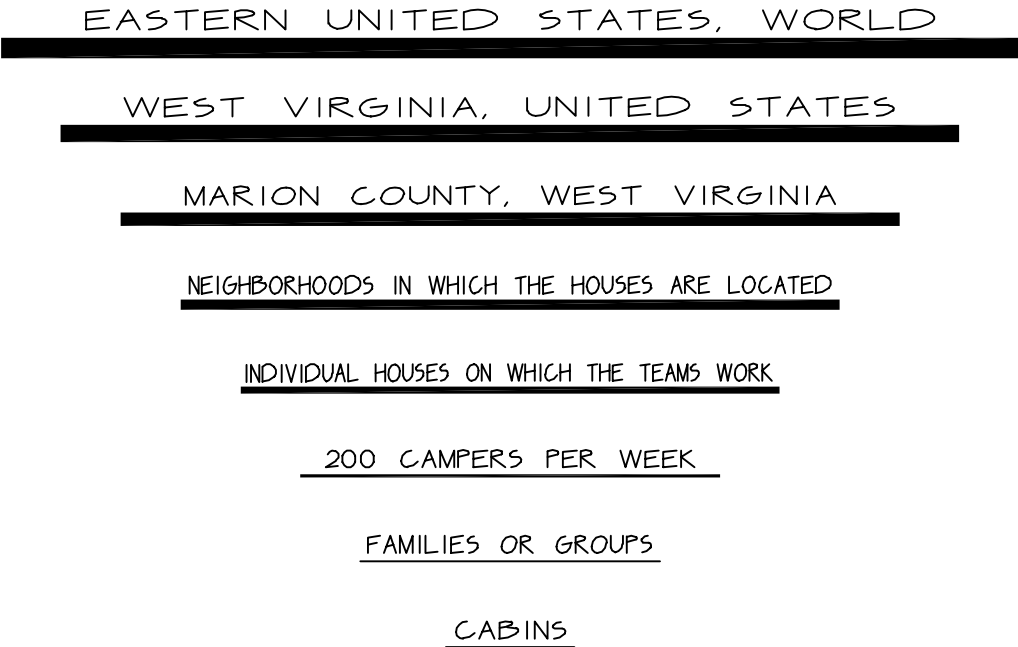 EASTERN UNITED STATES, WORLD
WEST VIRGINIA, UNITED STATES
MARION COUNTY, WEST VIRGINIA
NEIGHBORHOODS IN WHICH THE HOUSES ARE LOCATED
INDIVIDUAL HOUSES ON WHICH THE TEAMS WORK
200 CAMPERS PER WEEK
FAMILIES OR GROUPS
CABINS